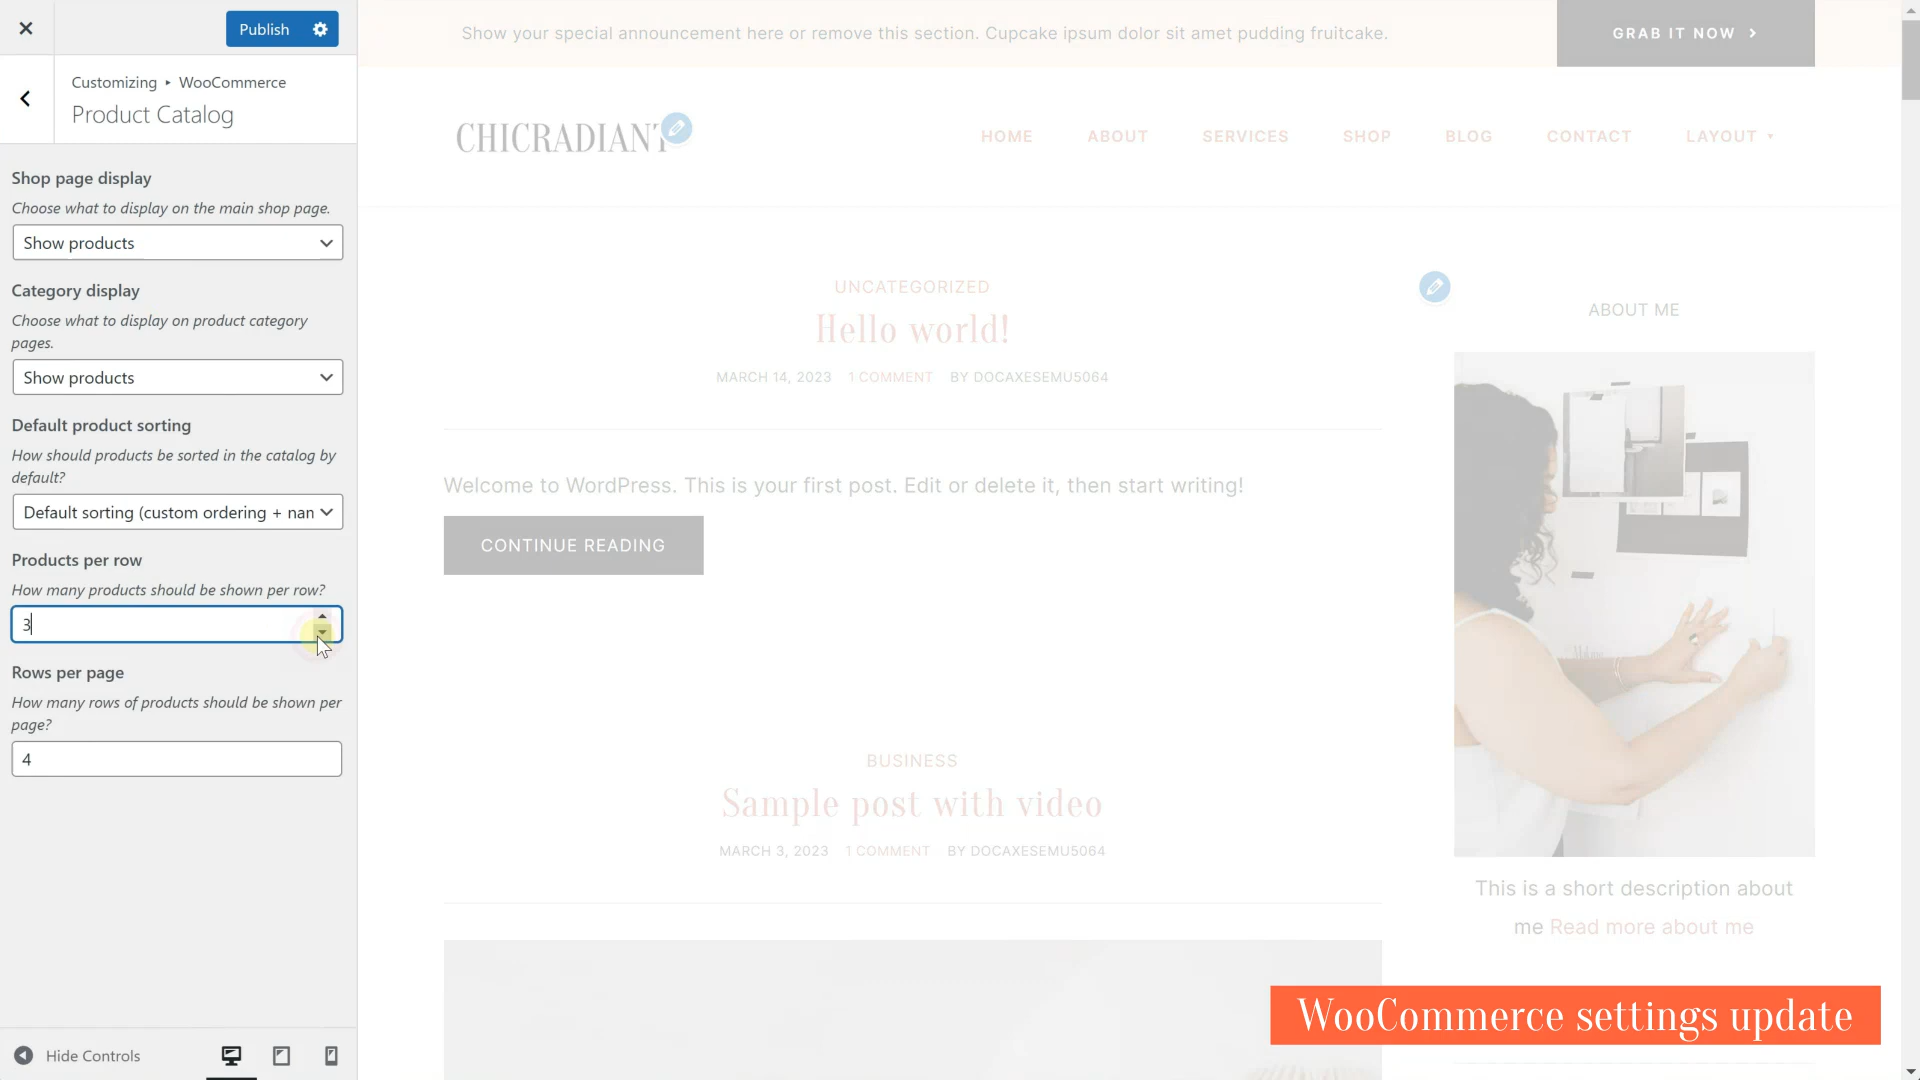 Publish
Customizing ▸ WooCommerce
Product Catalog
Shop page display
Choose what to display on the main shop page.
Show products
Category display
Choose what to display on product category
pages.
Show products
Default product sorting
How should products be sorted in the catalog by
default?
Default sorting (custom ordering + nan
Products per row
How many products should be shown per row?
3
Rows per page
How many rows of products should be shown per
page?
4
Hide Controls
Show your special announcement here or remove this section. Cupcake ipsum dolor sit amet pudding fruitcake.
GRAB IT NOW
CHICRADIANT
HOME ABOUT SERVICES SHOP BLOG CONTACT LAYOUT
UNCATEGORIZED
Hello world!
MARCH 14, 2023 1 COMMENT BY DOCAXESEMU5064
Welcome to WordPress. This is your first post. Edit or delete it, then start writing!
CONTINUE READING
BUSINESS
Sample post with video
MARCH 3, 2023 1 COMMENT BY DOCAXESEMU5064
ABOUT ME
This is a short description about
me Read more about me
WooCommerce settings update